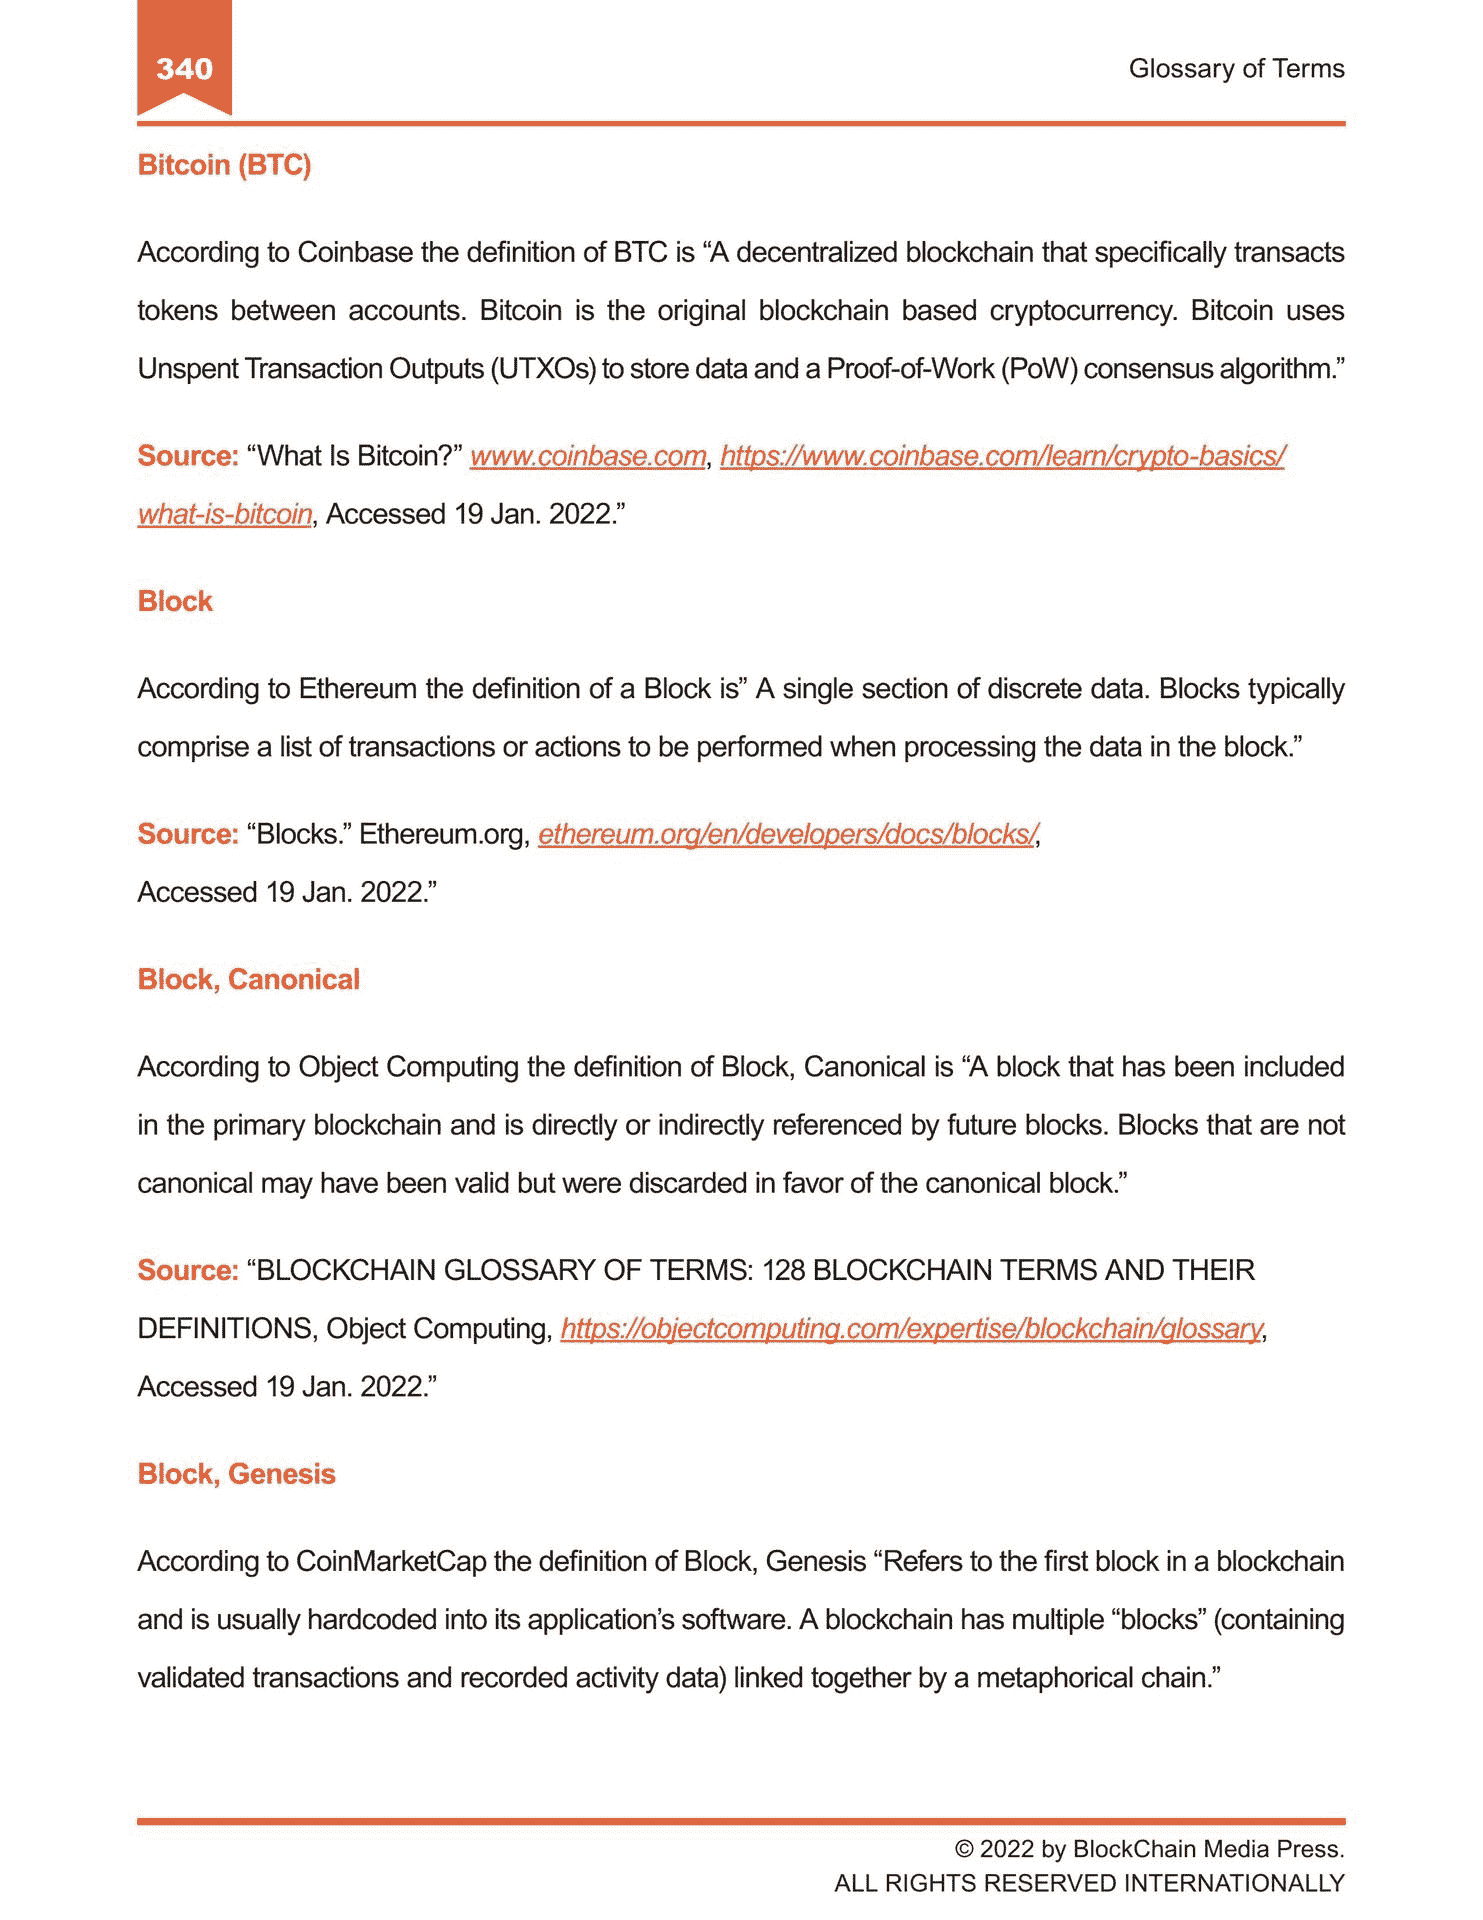 340
Glossary of Terms
Bitcoin (BTC)
According to Coinbase the definition of BTC is “A decentralized blockchain that specifically transacts
tokens between accounts. Bitcoin is the original blockchain based cryptocurrency. Bitcoin uses
Unspent Transaction Outputs (UTXOs) to store data and a Proof-of-Work (PoW) consensus algorithm.”
Source: “What Is Bitcoin?” www.coinbase.com, https://www.coinbase.com/learn/crypto-basics/
what-is-bitcoin, Accessed 19 Jan. 2022.”
Block
According to Ethereum the definition of a Block is” A single section of discrete data. Blocks typically
comprise a list of transactions or actions to be performed when processing the data in the block.”
Source: “Blocks.” Ethereum.org, ethereum.org/en/developers/docs/blocks/,
Accessed 19 Jan. 2022.”
Block, Canonical
According to Object Computing the definition of Block, Canonical is “A block that has been included
in the primary blockchain and is directly or indirectly referenced by future blocks. Blocks that are not
canonical may have been valid but were discarded in favor of the canonical block.”
Source: “BLOCKCHAIN GLOSSARY OF TERMS: 128 BLOCKCHAIN TERMS AND THEIR
DEFINITIONS, Object Computing, https://objectcomputing.com/expertise/blockchain/glossary,
Accessed 19 Jan. 2022.”
Block, Genesis
According to CoinMarketCap the definition of Block, Genesis “Refers to the first block in a blockchain
and is usually hardcoded into its application’s software. A blockchain has multiple “blocks” (containing
validated transactions and recorded activity data) linked together by a metaphorical chain.”
© 2022 by BlockChain Media Press.
ALL RIGHTS RESERVED INTERNATIONALLY